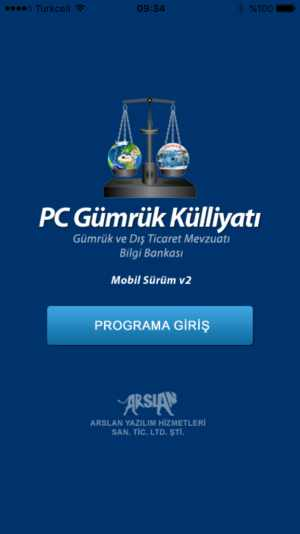 Turkcell 09:34 %100
PC Gümrük Külliyatı
Gümrük ve Dış Ticaret Mevzuatı
Bilgi Bankası
Mobil Sürüm v2
PROGRAMA GİRİŞ
ARSLAN
ARSLAN YAZILIM HİZMETLERİ
SAN. TİC. LTD. ŞTİ.